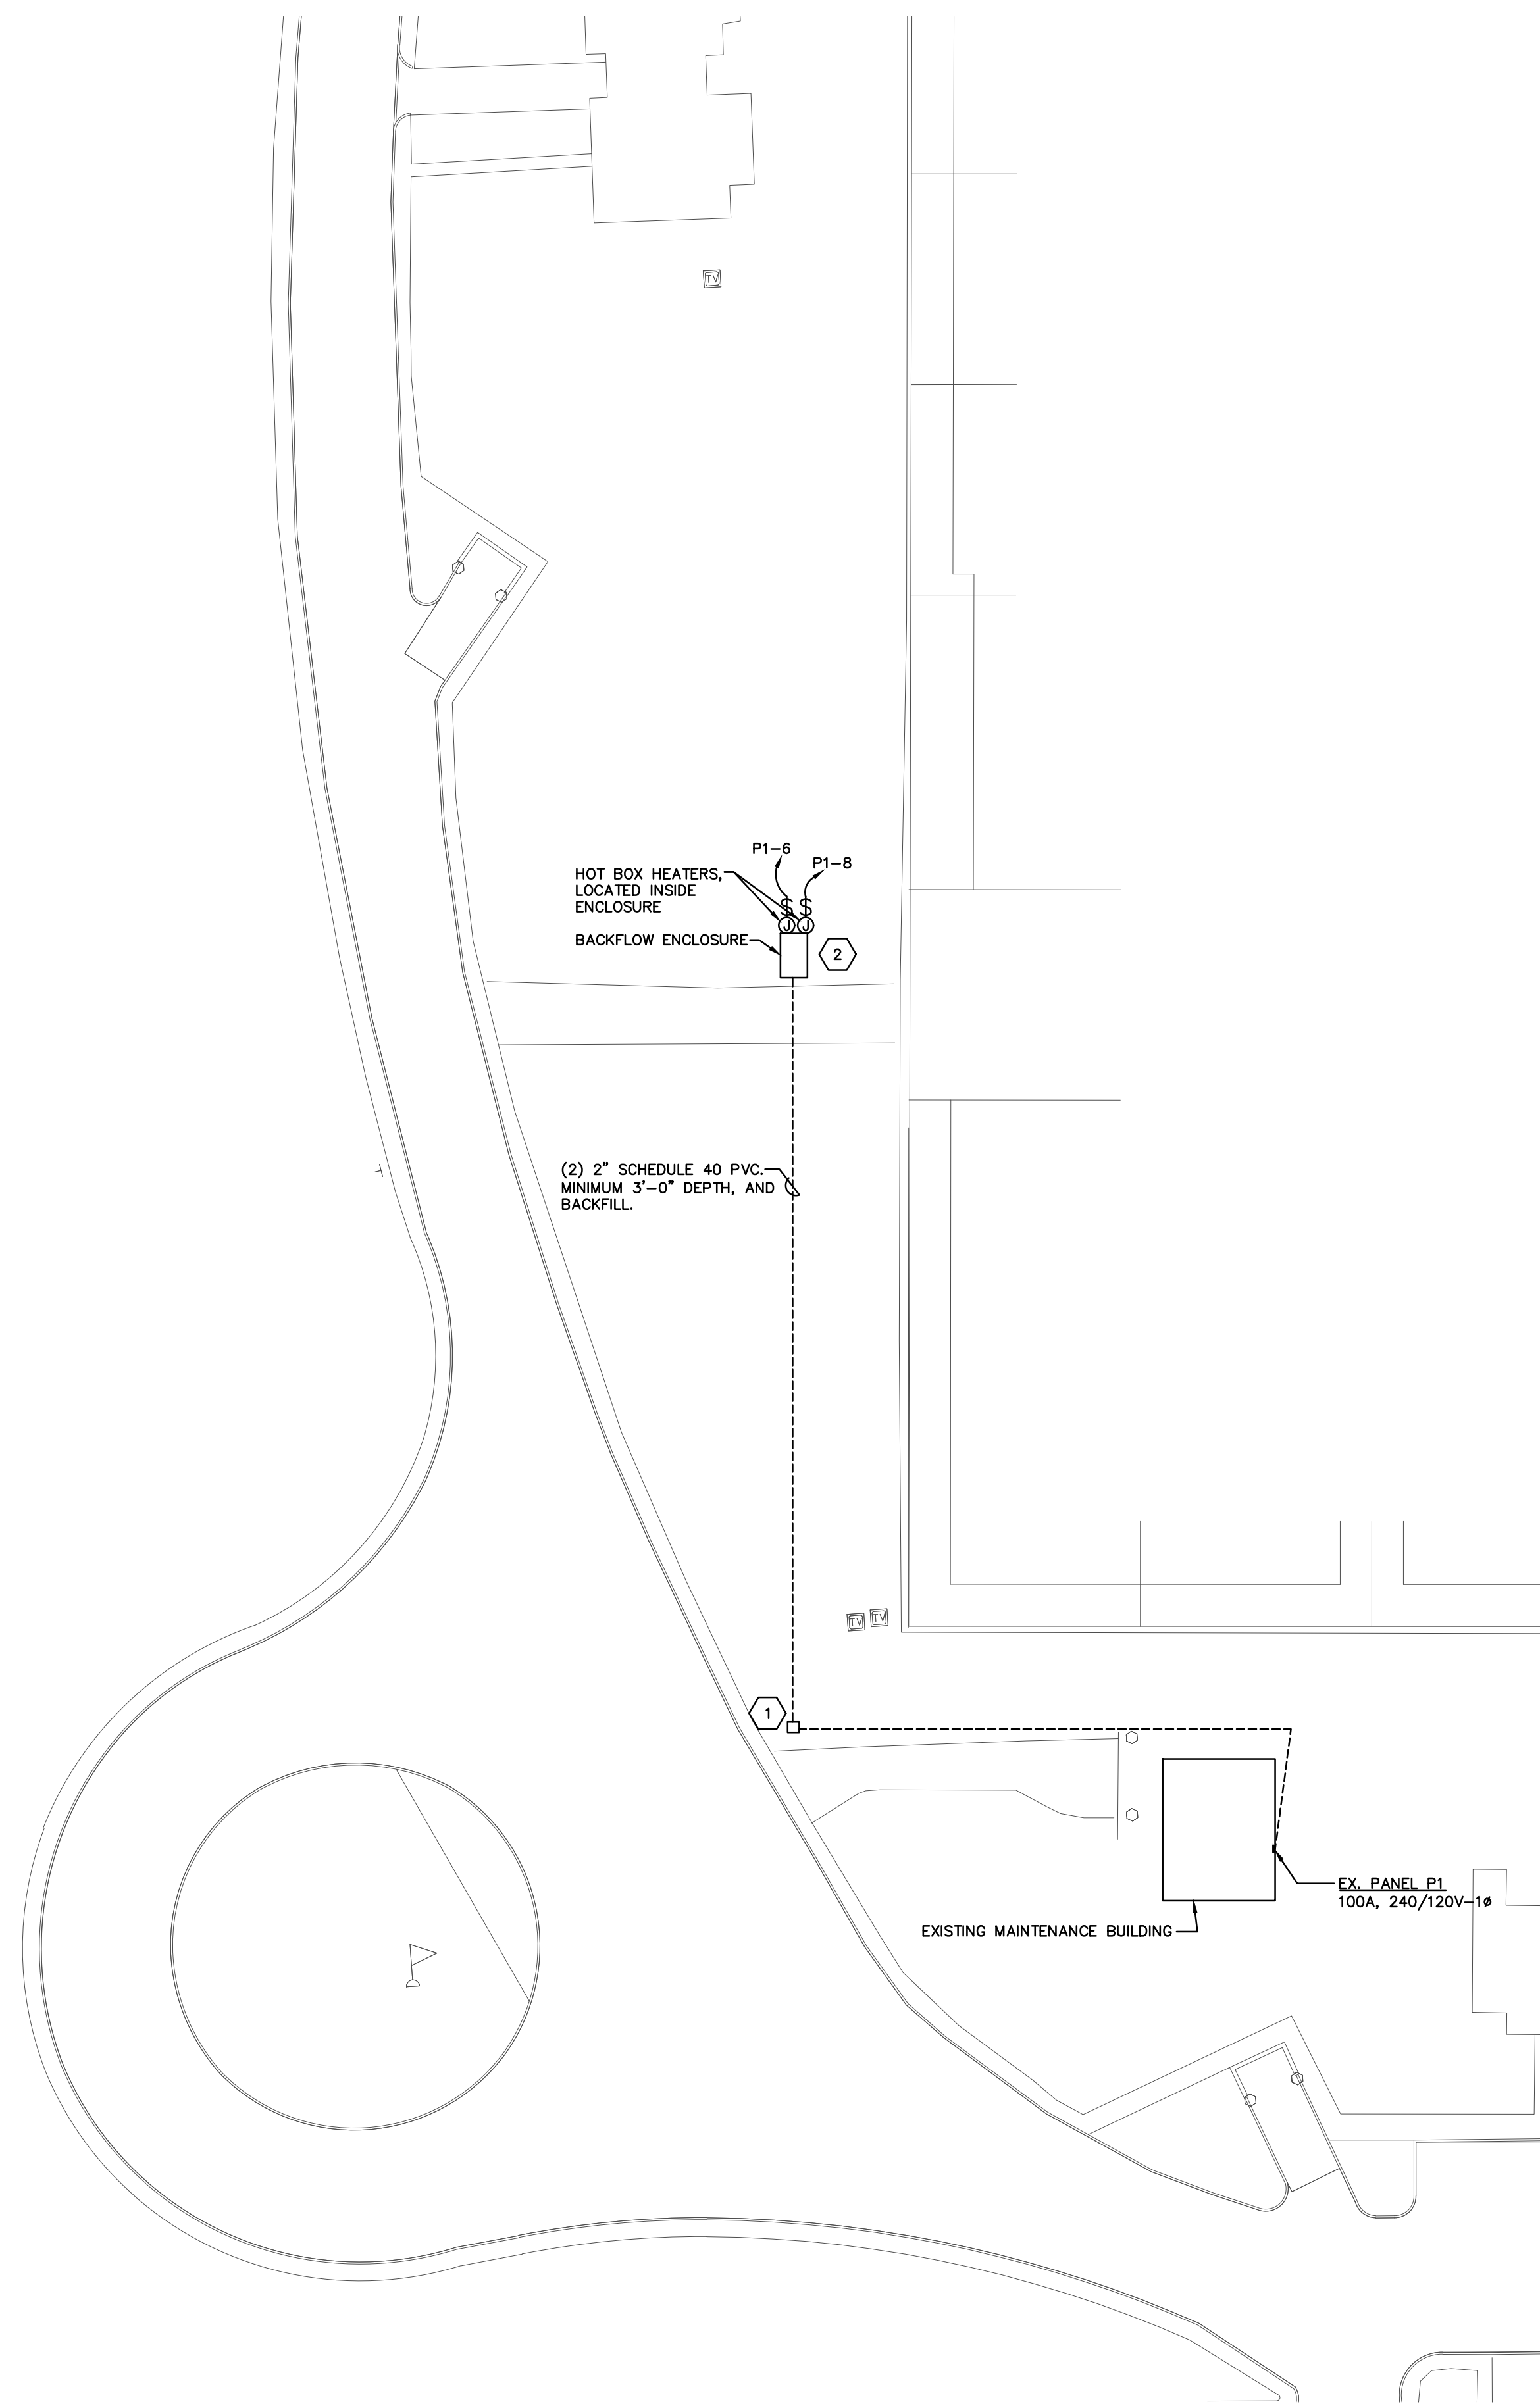 TV
P1-6
P1-8
HOT BOX HEATERS,
LOCATED INSIDE
ENCLOSURE
$ $
J J
BACKFLOW ENCLOSURE
2
(2) 2" SCHEDULE 40 PVC.
MINIMUM 3'-0" DEPTH, AND
BACKFILL.
TV TV
1
EX. PANEL P1
100A, 240/120V-1ø
EXISTING MAINTENANCE BUILDING